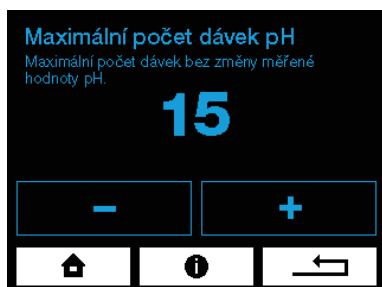 Maximální počet dávek pH
Maximální počet dávek bez změny měřené
hodnoty pH.
15
− +
i